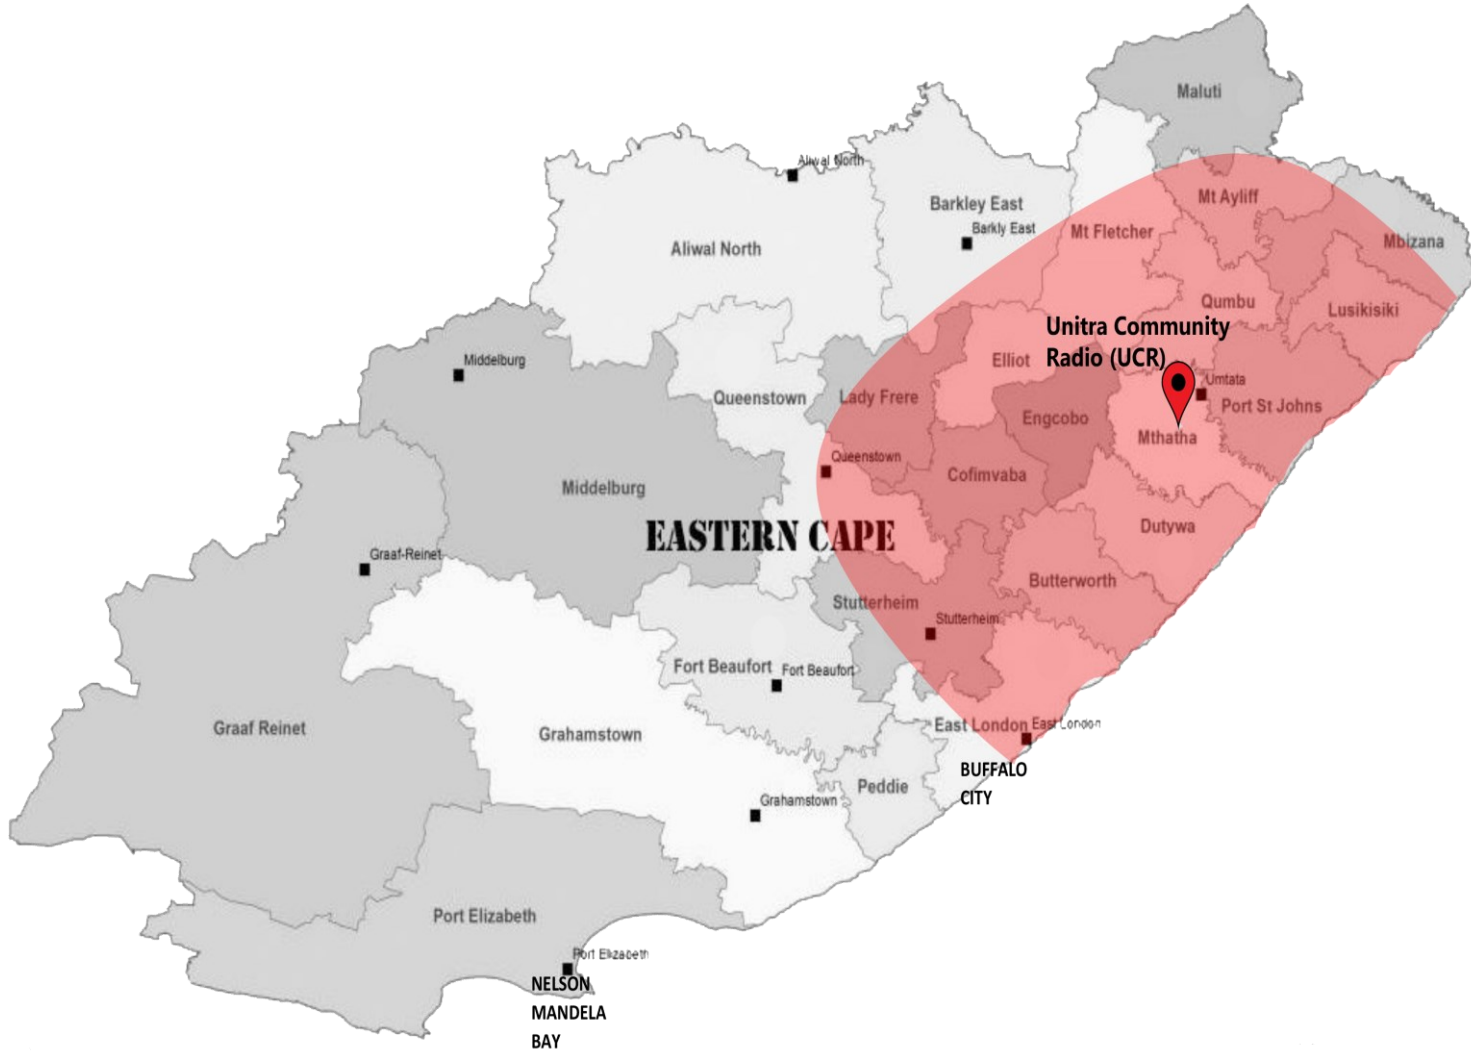 Maluti
Aliwal North
Mt Ayliff
Barkley East
Barkly East
Mt Fletcher
Mbizana
Aliwal North
Qumbu
Lusikisiki
Unitra Community
Radio (UCR)
Middelburg
Elliot
Umtata
Queenstown
Lady Frere
Port St Johns
Engcobo
Mthatha
Queenstown
Cofimvaba
Middelburg
EASTERN CAPE
Dutywa
Graaf-Reinet
Butterworth
Stutterheim
Stutterheim
Fort Beaufort
Fort Beaufort
Graaf Reinet
Grahamstown
East London
East London
BUFFALO
CITY
Peddie
Grahamstown
Port Elizabeth
Port Elizabeth
NELSON
MANDELA
BAY